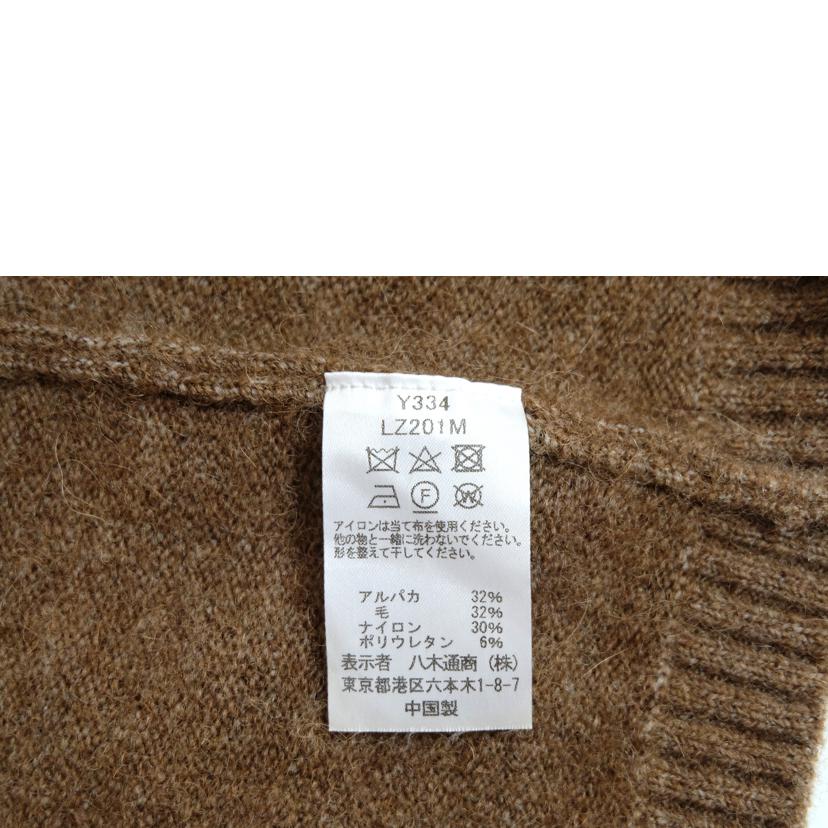 Y334
LZ201M
F W
アイロンは当て布を使用ください。
他の物と一緒に洗わないでください。
形を整えて干してください。
アルパカ 32%
毛 32%
ナイロン 30%
ポリウレタン 6%
表示者 八木通商(株)
東京都港区六本木1-8-7
中国製